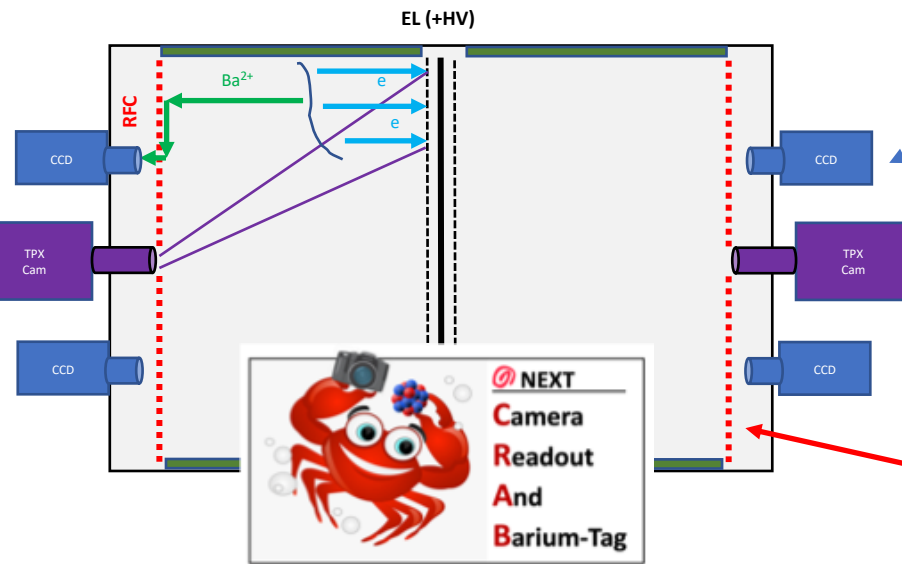 EL (+HV)
RFC
Ba²⁺
e
e
CCD
CCD
TPX
Cam
TPX
Cam
CCD
CCD
NEXT
Camera
Readout
And
Barium-Tag